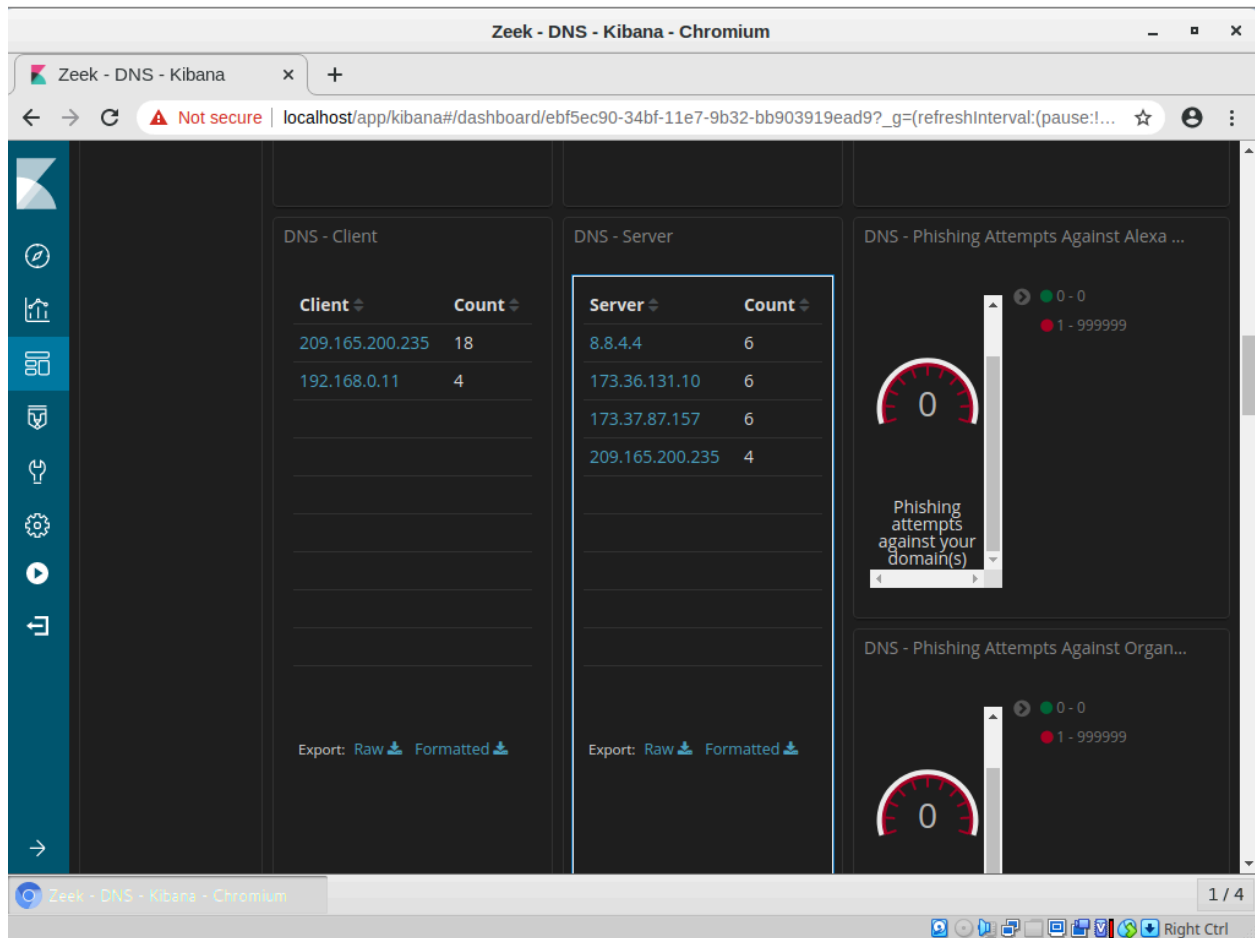 Zeek - DNS - Kibana - Chromium
Zeek - DNS - Kibana
Not secure | localhost/app/kibana#/dashboard/ebf5ec90-34bf-11e7-9b32-bb903919ead9?_g=(refreshInterval:(pause:!...
DNS - Client
Client Count
209.165.200.235 18
192.168.0.11 4
Export: Raw Formatted
DNS - Server
Server Count
8.8.4.4 6
173.36.131.10 6
173.37.87.157 6
209.165.200.235 4
Export: Raw Formatted
DNS - Phishing Attempts Against Alexa ...
0 - 0
1 - 999999
0
Phishing
attempts
against your
domain(s)
DNS - Phishing Attempts Against Organ...
0 - 0
1 - 999999
0
Zeek - DNS - Kibana - Chromium
1 / 4
Right Ctrl